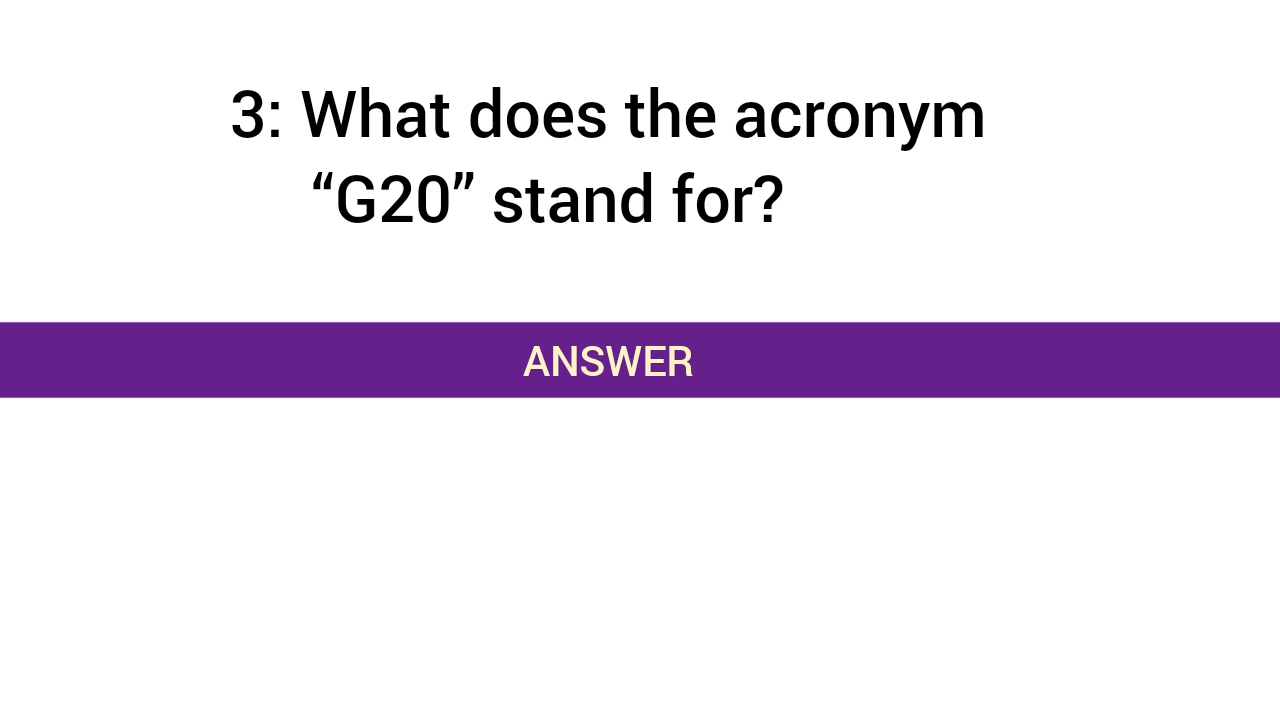 3: What does the acronym
“G20” stand for?
ANSWER